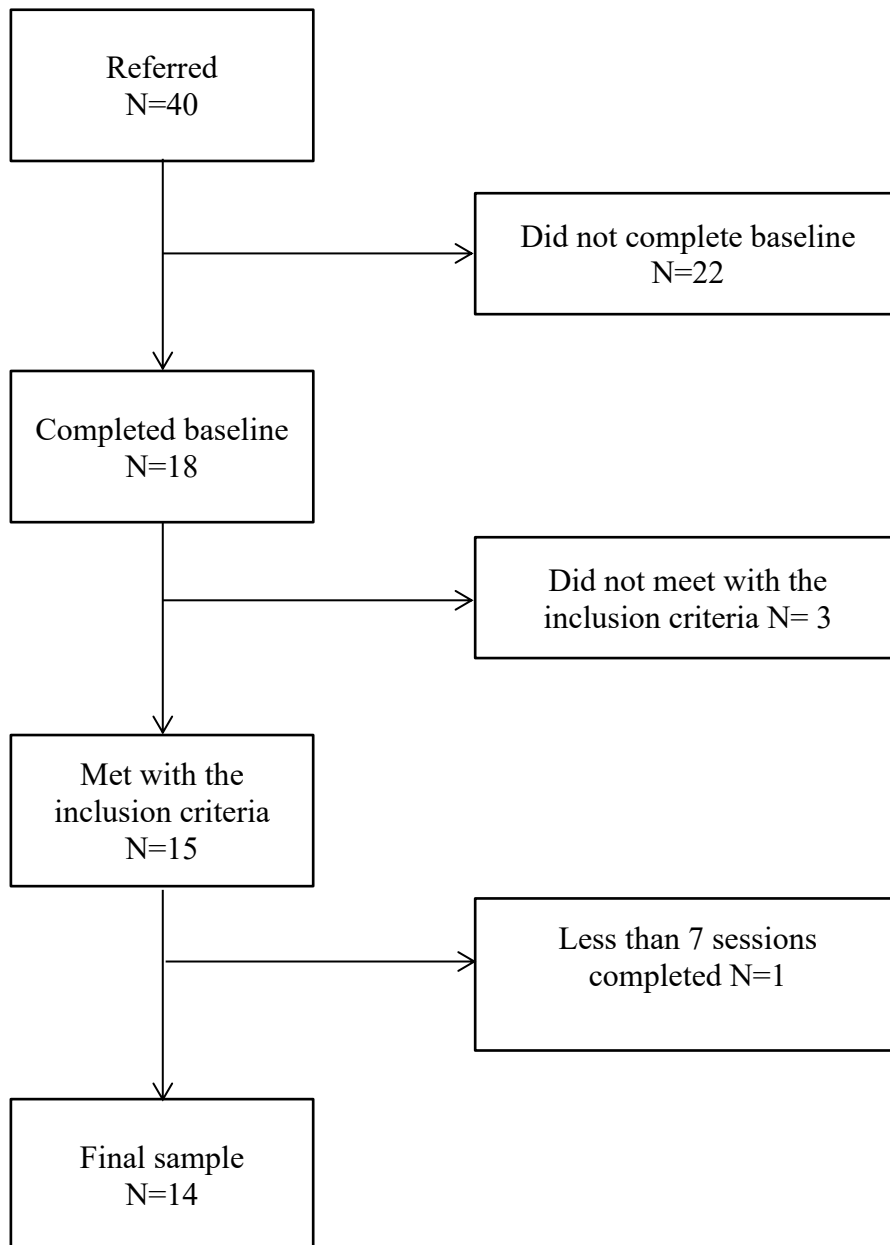 Referred
N=40
Did not complete baseline
N=22
Completed baseline
N=18
Did not meet with the
inclusion criteria N= 3
Met with the
inclusion criteria
N=15
Less than 7 sessions
completed N=1
Final sample
N=14